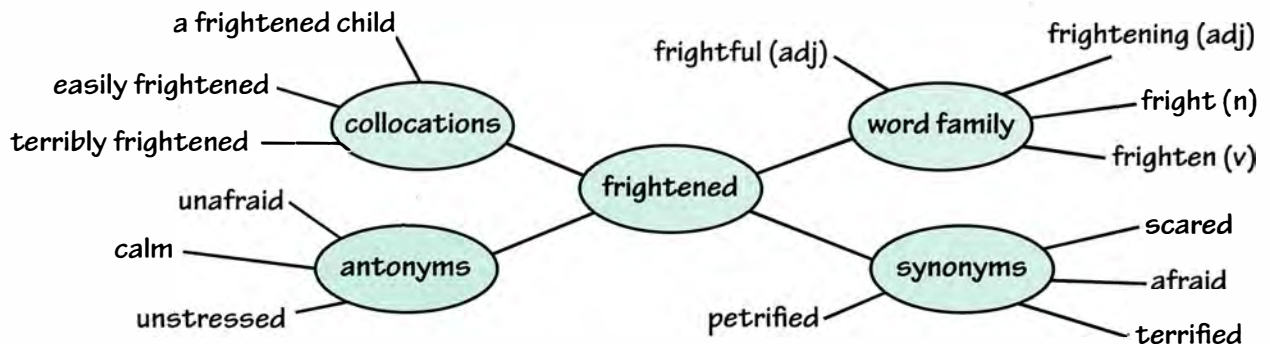 a frightened child
easily frightened
terribly frightened
collocations
frightful (adj)
frightening (adj)
fright (n)
frighten (v)
word family
frightened
unafraid
calm
unstressed
antonyms
synonyms
scared
afraid
terrified
petrified